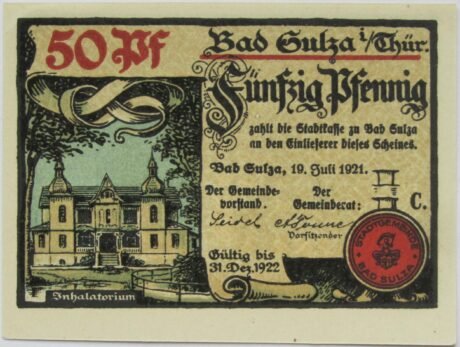 50 Pf
Bad Sulza i/Thür.
Fünfzig Pfennig
zahlt die Stadtkasse zu Bad Sulza
an den Einlieferer dieses Scheines.
Bad Sulza, 19. Juli 1921.
Der Gemeinde-
vorstand.
Der
Gemeinderat:
Seidel
Vorsitzender
II C.
Gültig bis
31. Dez. 1922
STADTGEMEINDE
BAD SULZA
Inhalatorium